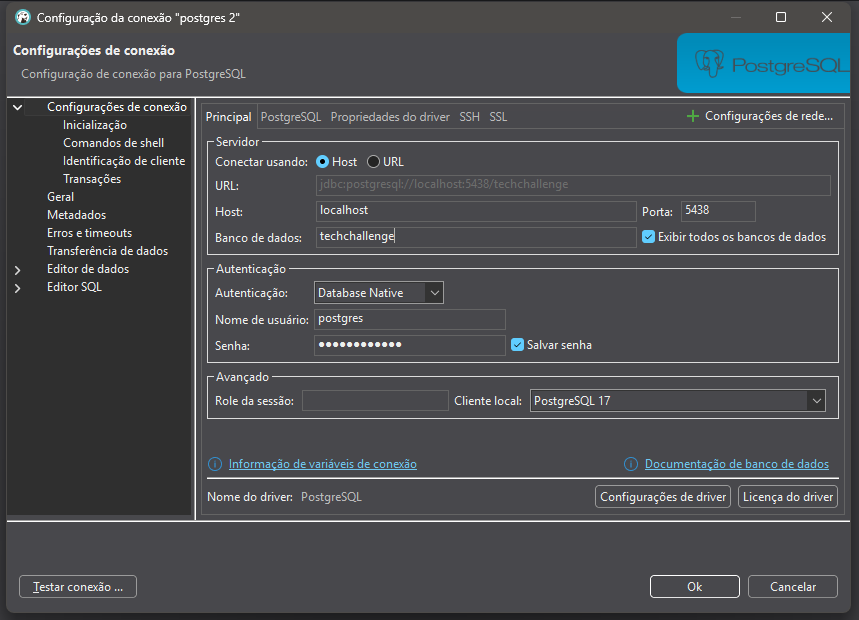 Configuração da conexão "postgres 2"
Configurações de conexão
Configuração de conexão para PostgreSQL
PostgreSQL
Configurações de conexão
Inicialização
Comandos de shell
Identificação de cliente
Transações
Geral
Metadados
Erros e timeouts
Transferência de dados
Editor de dados
Editor SQL
Principal PostgreSQL Propriedades do driver SSH SSL Configurações de rede...
Servidor
Conectar usando: Host URL
URL: jdbc:postgresql://localhost:5438/techchallenge
Host: localhost Porta: 5438
Banco de dados: techchallenge Exibir todos os bancos de dados
Autenticação
Autenticação: Database Native
Nome de usuário: postgres
Senha: •••••••••••• Salvar senha
Avançado
Role da sessão: Cliente local: PostgreSQL 17
Informação de variáveis de conexão Documentação de banco de dados
Nome do driver: PostgreSQL Configurações de driver Licença do driver
Testar conexão ... Ok Cancelar